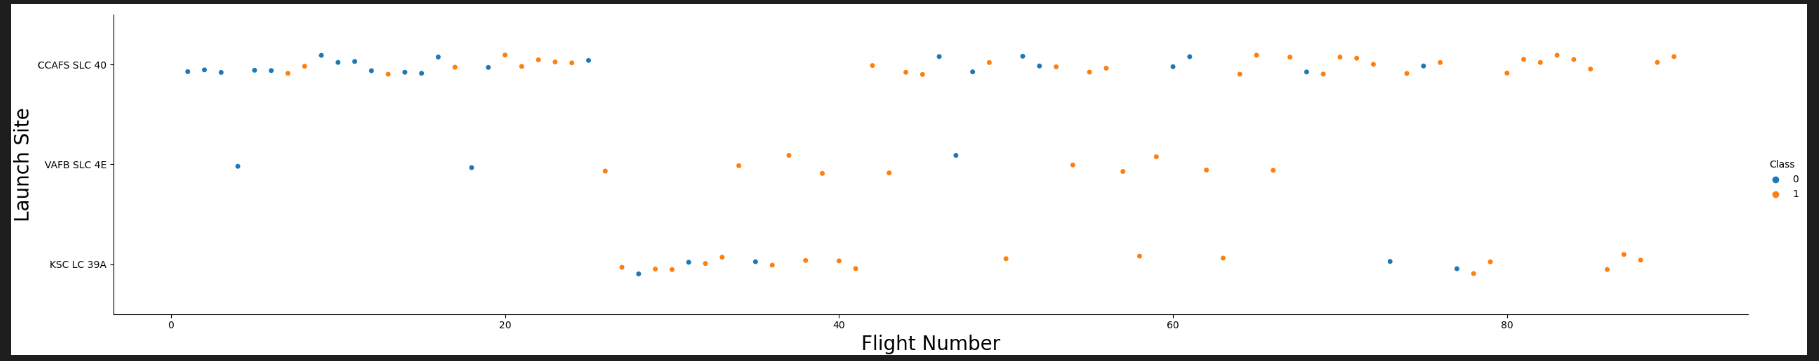 Launch Site
CCAFS SLC 40
VAFB SLC 4E
KSC LC 39A
0 20 40 60 80
Flight Number
Class
0
1